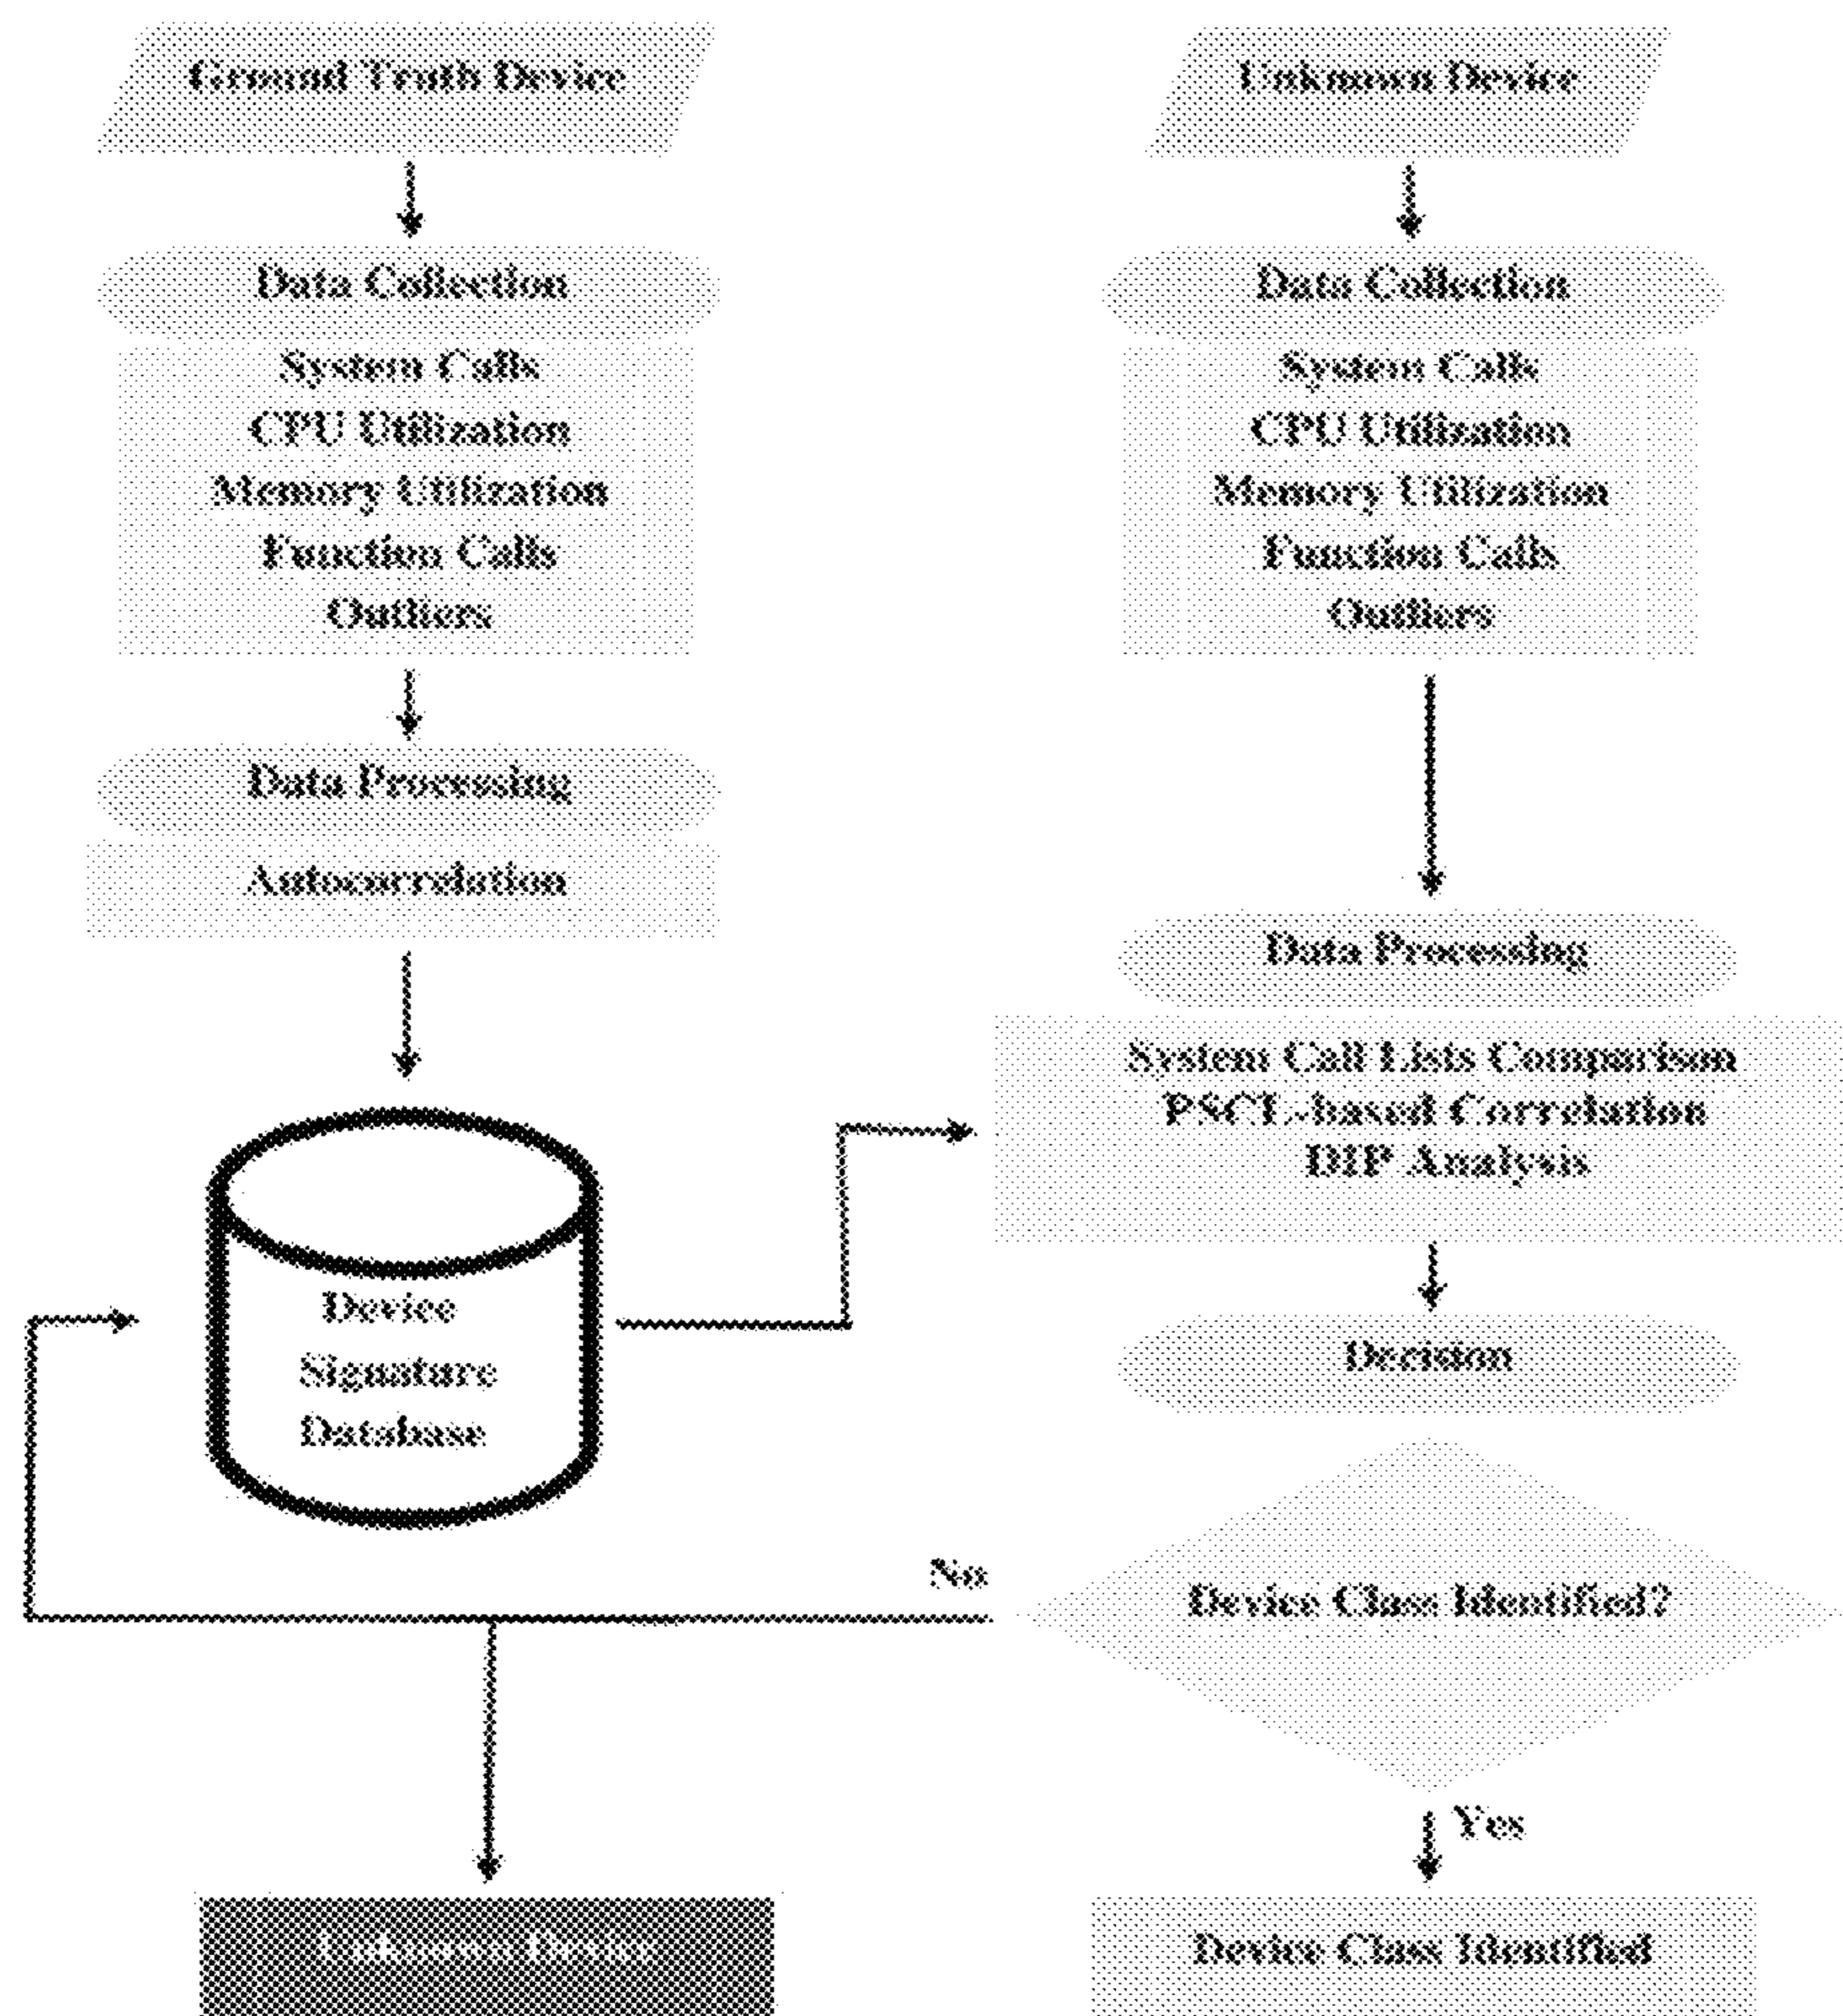 Ground Truth Device
Data Collection
System Calls
CPU Utilization
Memory Utilization
Function Calls
Outliers
Data Processing
Autocorrelation
Device
Signature
Database
Unknown Device
Unknown Device
Data Collection
System Calls
CPU Utilization
Memory Utilization
Function Calls
Outliers
Data Processing
System Call Lists Comparison
PSCL-based Correlation
DIP Analysis
Decision
Device Class Identified?
No
Yes
Device Class Identified